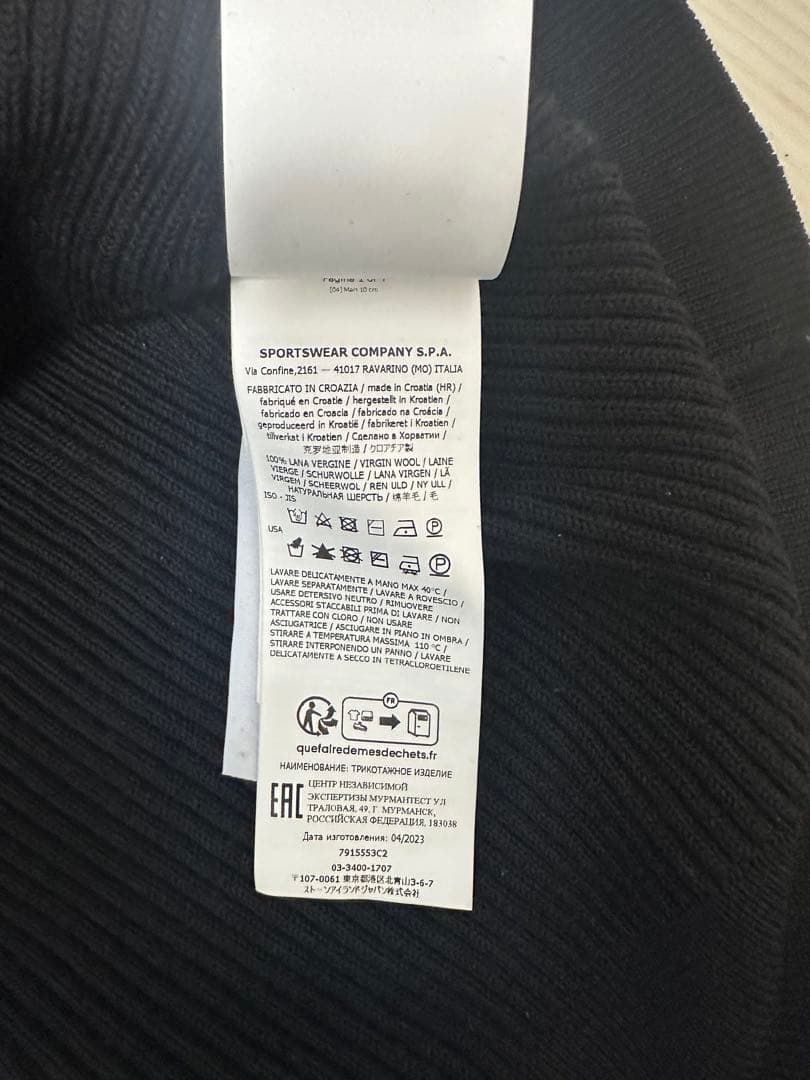 [04] Man 10 cm
SPORTSWEAR COMPANY S.P.A.
Via Confine,2161 — 41017 RAVARINO (MO) ITALIA
FABBRICATO IN CROAZIA / made in Croatia (HR) /
fabriqué en Croatie / hergestellt in Kroatien /
fabricado en Croacia / fabricado na Croácia /
geproduceerd in Kroatië / fabrikeret i Kroatien /
tillverkat i Kroatien / Сделано в Хорватии /
克罗地亚制造 / クロアチア製
100% LANA VERGINE / VIRGIN WOOL / LAINE
VIERGE / SCHURWOLLE / LANA VIRGEN / LÃ
VIRGEM / SCHEERWOL / REN ULD / NY ULL /
НАТУРАЛЬНАЯ ШЕРСТЬ / 绵羊毛 / 毛
ISO - JIS
P
USA
P
LAVARE DELICATAMENTE A MANO MAX 40°C /
LAVARE SEPARATAMENTE / LAVARE A ROVESCIO /
USARE DETERSIVO NEUTRO / RIMUOVERE
ACCESSORI STACCABILI PRIMA DI LAVARE / NON
TRATTARE CON CLORO / NON USARE
ASCIUGATRICE / ASCIUGARE IN PIANO IN OMBRA /
STIRARE A TEMPERATURA MASSIMA 110 °C /
STIRARE INTERPONENDO UN PANNO / LAVARE
DELICATAMENTE A SECCO IN TETRACLOROETILENE
FR
quefairedemesdechets.fr
НАИМЕНОВАНИЕ: ТРИКОТАЖНОЕ ИЗДЕЛИЕ
EAC
ЦЕНТР НЕЗАВИСИМОЙ
ЭКСПЕРТИЗЫ МУРМАНТЕСТ УЛ
ТРАЛОВАЯ, 49, Г. МУРМАНСК,
РОССИЙСКАЯ ФЕДЕРАЦИЯ, 183038
Дата изготовления: 04/2023
7915553C2
03-3400-1707
〒107-0061 東京都港区北青山3-6-7
ストーンアイランドジャパン株式会社